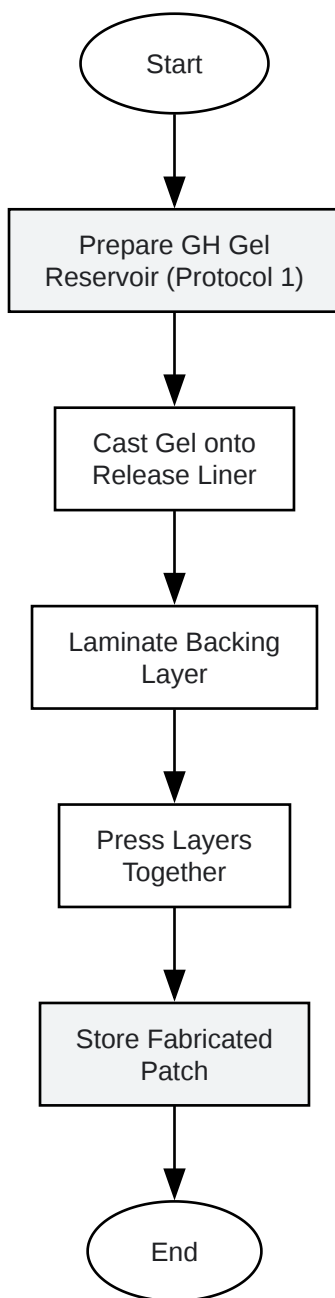 Start
Prepare GH Gel
Reservoir (Protocol 1)
Cast Gel onto
Release Liner
Laminate Backing
Layer
Press Layers
Together
Store Fabricated
Patch
End